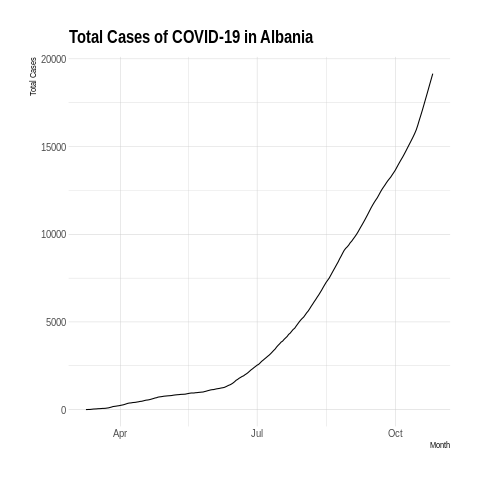 Total Cases of COVID-19 in Albania
Total Cases
20000
15000
10000
5000
0
Apr Jul Oct
Month